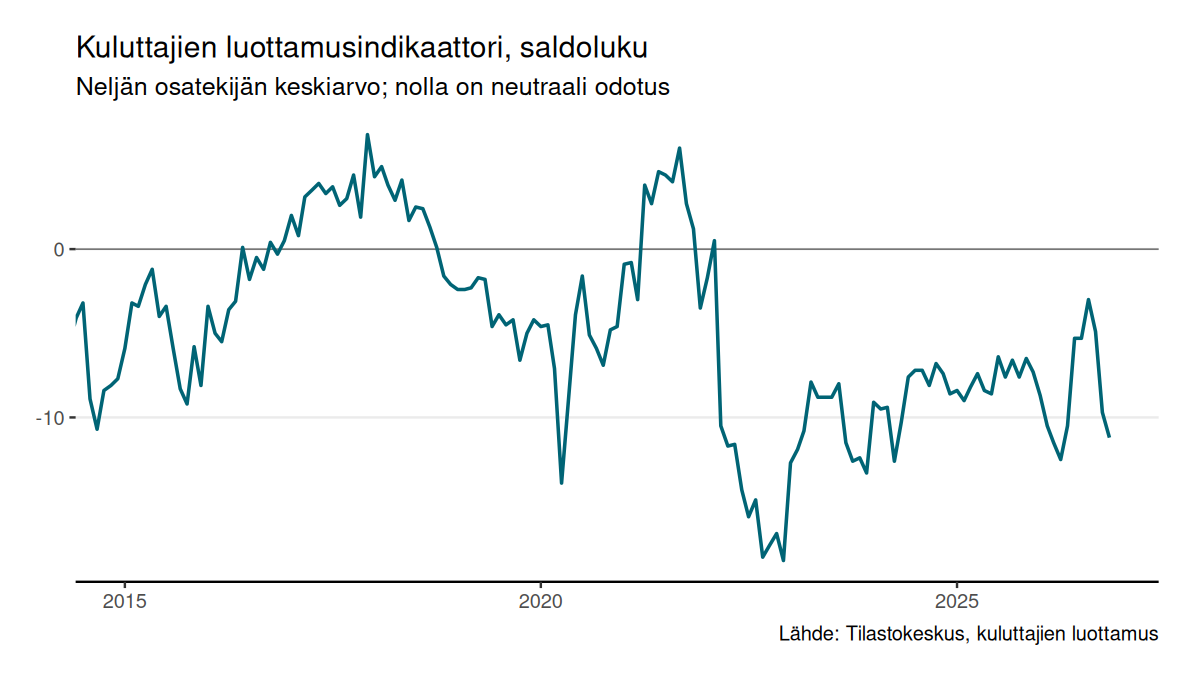 Kuluttajien luottamusindikaattori, saldoluku
Neljän osatekijän keskiarvo; nolla on neutraali odotus
0
-10
2015 2020 2025
Lähde: Tilastokeskus, kuluttajien luottamus